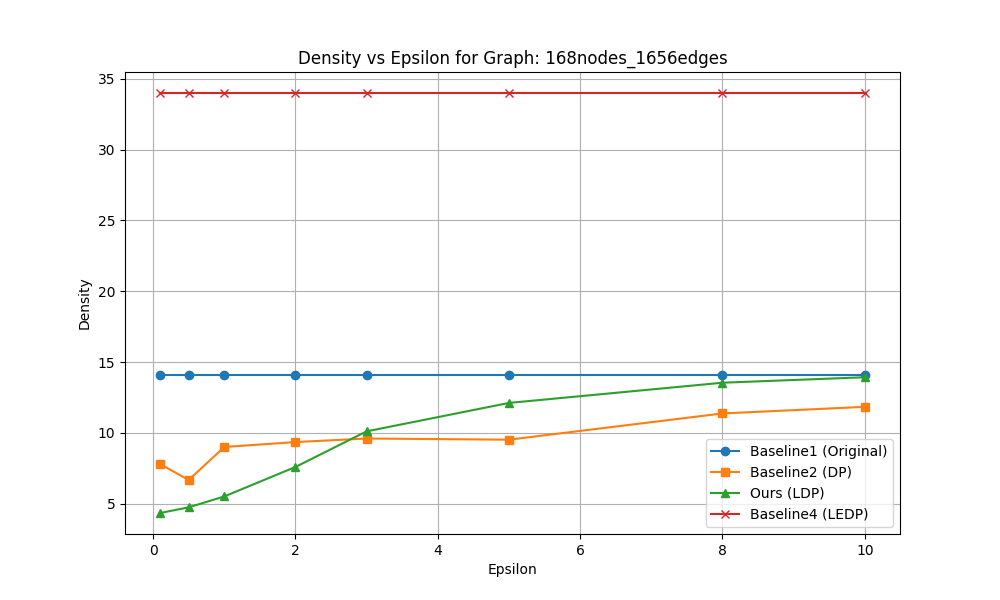 Density vs Epsilon for Graph: 168nodes_1656edges
35
30
25
20
15
10
5
Density
0
2
4
6
8
10
Epsilon
Baseline1 (Original)
Baseline2 (DP)
Ours (LDP)
Baseline4 (LEDP)